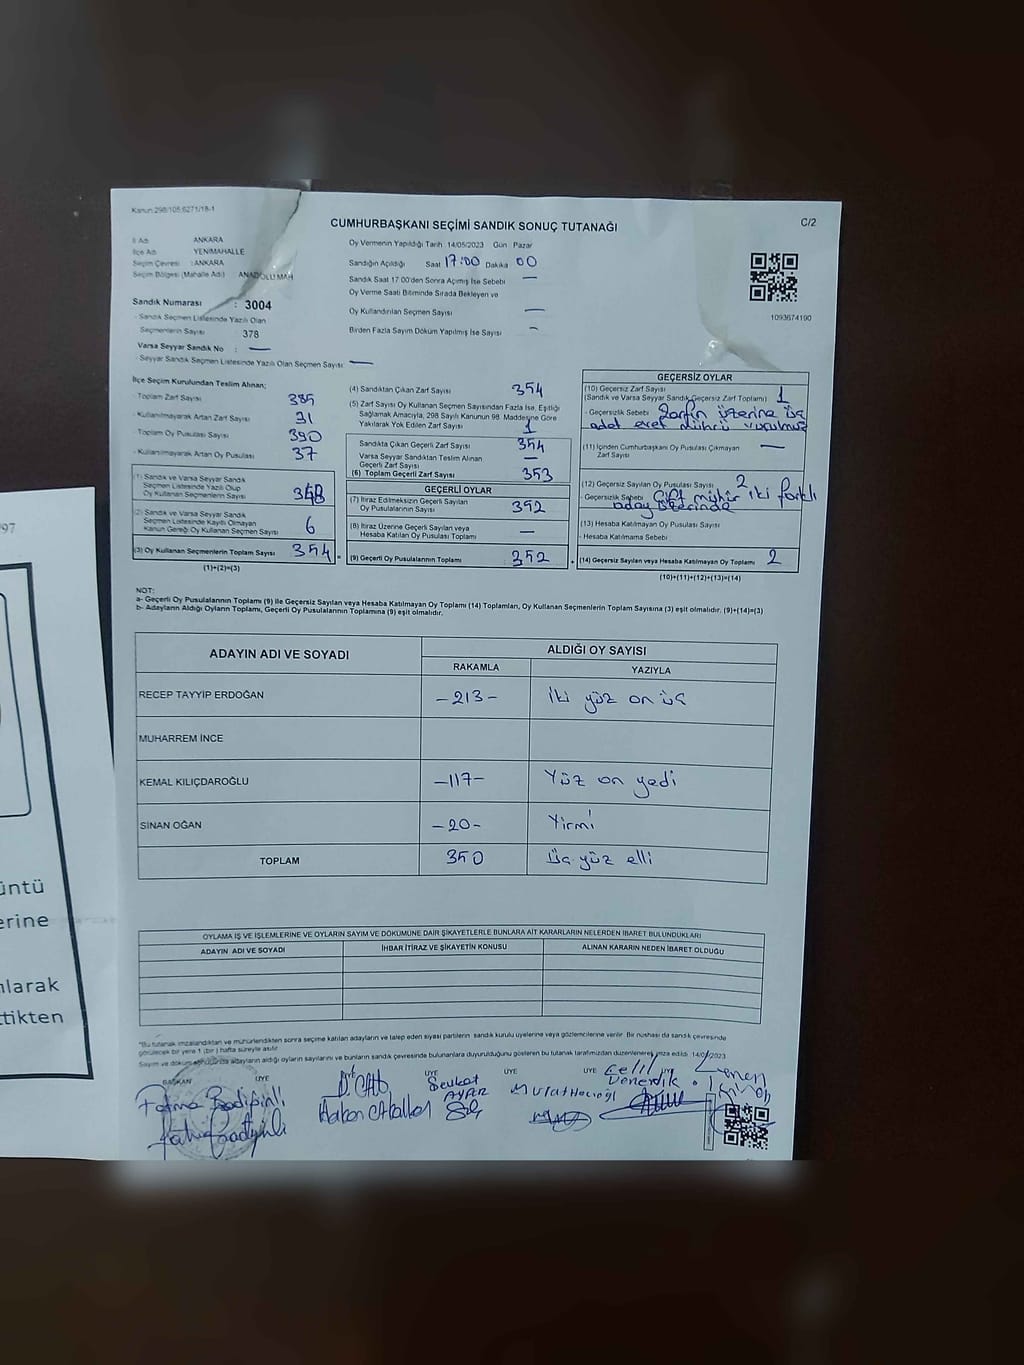 Kanun:298/105,6271/18-1
C/2
CUMHURBAŞKANI SEÇİMİ SANDIK SONUÇ TUTANAĞI
İl Adı ANKARA
İlçe Adı YENİMAHALLE
Seçim Çevresi : ANKARA
Seçim Bölgesi (Mahalle Adı) ANADOLU MAH
Sandık Numarası : 3004
- Sandık Seçmen Listesinde Yazılı Olan
Seçmenlerin Sayısı 378
Varsa Seyyar Sandık No : —
- Seyyar Sandık Seçmen Listesinde Yazılı Olan Seçmen Sayısı: —
Oy Vermenin Yapıldığı Tarih: 14/05/2023 Gün Pazar
Sandığın Açıldığı Saat 17:00 Dakika 00
Sandık Saat 17:00'den Sonra Açılmış İse Sebebi —
Oy Verme Saati Bitiminde Sırada Bekleyen ve
Oy Kullandırılan Seçmen Sayısı —
Birden Fazla Sayım Döküm Yapılmış İse Sayısı -
1093674190
İlçe Seçim Kurulundan Teslim Alınan;
- Toplam Zarf Sayısı 385
- Kullanılmayarak Artan Zarf Sayısı 31
- Toplam Oy Pusulası Sayısı 390
- Kullanılmayarak Artan Oy Pusulası 37
(1) Sandık ve Varsa Seyyar Sandık
Seçmen Listesinde Yazılı Olup
Oy Kullanan Seçmenlerin Sayısı 348
(2) Sandık ve Varsa Seyyar Sandık
Seçmen Listesinde Kayıtlı Olmayan
Kanun Gereği Oy Kullanan Seçmenlerin Sayısı 6
(3) Oy Kullanan Seçmenlerin Toplam Sayısı 354
(1)+(2)=(3)
(4) Sandıktan Çıkan Zarf Sayısı 354
(5) Zarf Sayısı Oy Kullanan Seçmen Sayısından Fazla İse, Eşitliği
Sağlamak Amacıyla, 298 Sayılı Kanunun 98. Maddesine Göre
Yakılarak Yok Edilen Zarf Sayısı 1
Sandıkta Çıkan Geçerli Zarf Sayısı 354
Varsa Seyyar Sandıktan Teslim Alınan
Geçerli Zarf Sayısı —
(6) Toplam Geçerli Zarf Sayısı 353
GEÇERLİ OYLAR
(7) İtiraz Edilmeksizin Geçerli Sayılan
Oy Pusulalarının Sayısı 352
(8) İtiraz Üzerine Geçerli Sayılan veya
Hesaba Katılan Oy Pusulası Toplamı —
(9) Geçerli Oy Pusulalarının Toplamı 352
GEÇERSİZ OYLAR
(10) Geçersiz Zarf Sayısı
(Sandık ve Varsa Seyyar Sandık Geçersiz Zarf Toplamı) 1
- Geçersizlik Sebebi Zarfın üzerine üç
adet evet mührü vurulmuş
(11) İçinden Cumhurbaşkanı Oy Pusulası Çıkmayan
Zarf Sayısı —
(12) Geçersiz Sayılan Oy Pusulası Sayısı 2
- Geçersizlik Sebebi Çift mühür iki farklı
aday üzerinde
(13) Hesaba Katılmayan Oy Pusulası Sayısı
- Hesaba Katılmama Sebebi
(14) Geçersiz Sayılan veya Hesaba Katılmayan Oy Toplamı 2
(10)+(11)+(12)+(13)=(14)
NOT:
a- Geçerli Oy Pusulalarının Toplamı (9) ile Geçersiz Sayılan veya Hesaba Katılmayan Oy Toplamı (14) Toplamları, Oy Kullanan Seçmenlerin Toplam Sayısına (3) eşit olmalıdır. (9)+(14)=(3)
b- Adayların Aldığı Oyların Toplamı, Geçerli Oy Pusulalarının Toplamına (9) eşit olmalıdır.
ADAYIN ADI VE SOYADI
ALDIĞI OY SAYISI
RAKAMLA YAZIYLA
RECEP TAYYİP ERDOĞAN -213- İki yüz on üç
MUHARREM İNCE
KEMAL KILIÇDAROĞLU -117- Yüz on yedi
SİNAN OĞAN -20- Yirmi
TOPLAM 350 Üç yüz elli
OYLAMA İŞ VE İŞLEMLERİNE VE OYLARIN SAYIM VE DÖKÜMÜNE DAİR ŞİKAYETLERLE BUNLARA AİT KARARLARIN NELERDEN İBARET BULUNDUKLARI
ADAYIN ADI VE SOYADI İHBAR İTİRAZ VE ŞİKAYETİN KONUSU ALINAN KARARIN NEDEN İBARET OLDUĞU
"Bu tutanak imzalandıktan ve mühürlendikten sonra seçime katılan adayların ve talep eden siyasi partilerin sandık kurulu üyelerine veya gözlemcilerine verilir. Bir nüshası da sandık çevresinde
görülecek bir yere 1 (bir) hafta süreyle asılır.
Sayım ve döküm sonucunda adayların aldığı oyların sayılarını ve bunların sandık çevresinde bulunanlara duyurulduğunu gösteren bu tutanak tarafımızdan düzenlenerek imza edildi. 14/05/2023
BAŞKAN ÜYE ÜYE ÜYE ÜYE
Fatma
Hakan
Şevket
AYAR
Celil
97
üntü
erine
ılarak
ttikten